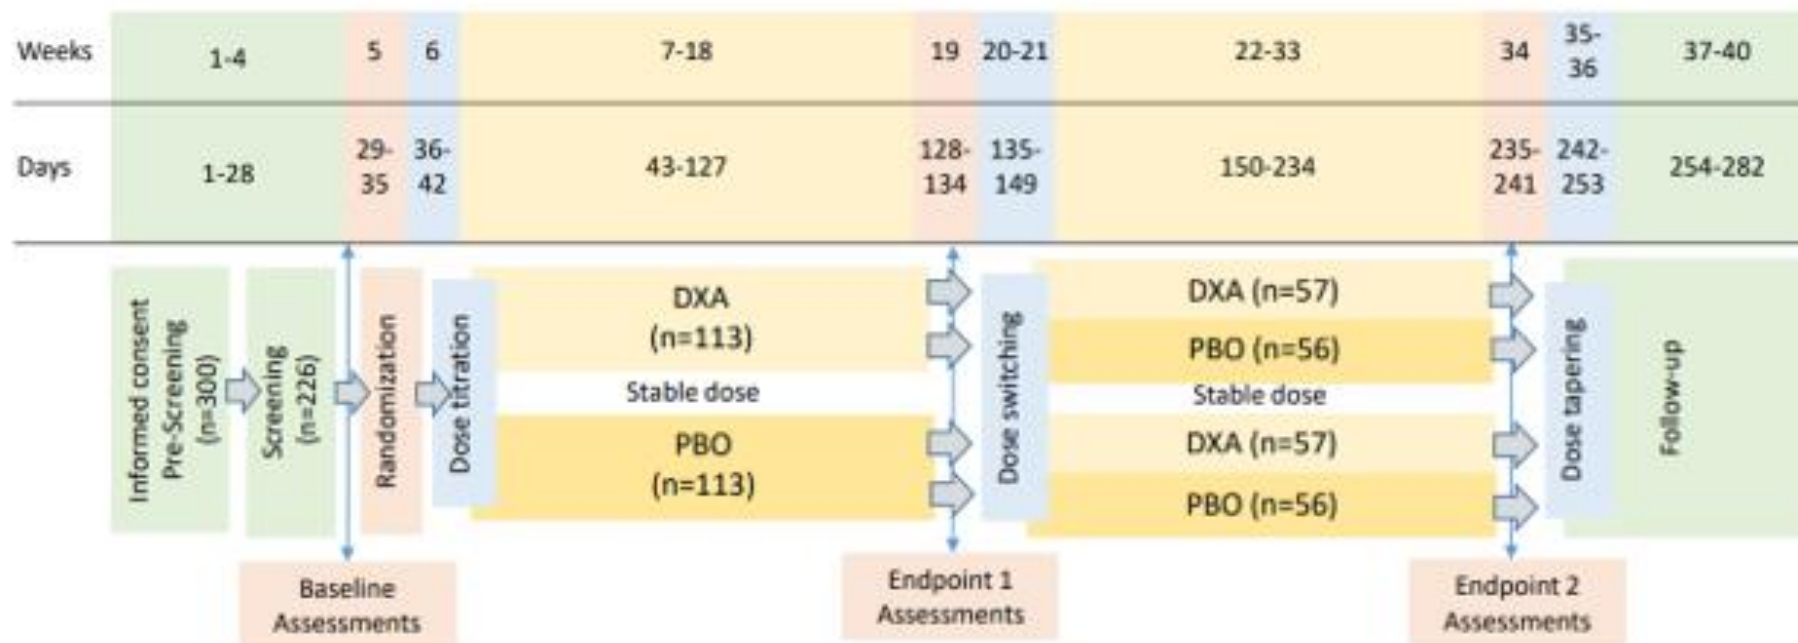 Weeks
1-4
5
6
7-18
19
20-21
22-33
34
35-
36
37-40
Days
1-28
29-
35
36-
42
43-127
128-
134
135-
149
150-234
235-
241
242-
253
254-282
Informed consent
Pre-Screening
(n=300)
Screening
(n=226)
Randomization
Dose titration
DXA
(n=113)
Stable dose
PBO
(n=113)
Dose switching
DXA (n=57)
PBO (n=56)
Stable dose
DXA (n=57)
PBO (n=56)
Dose tapering
Follow-up
Baseline
Assessments
Endpoint 1
Assessments
Endpoint 2
Assessments